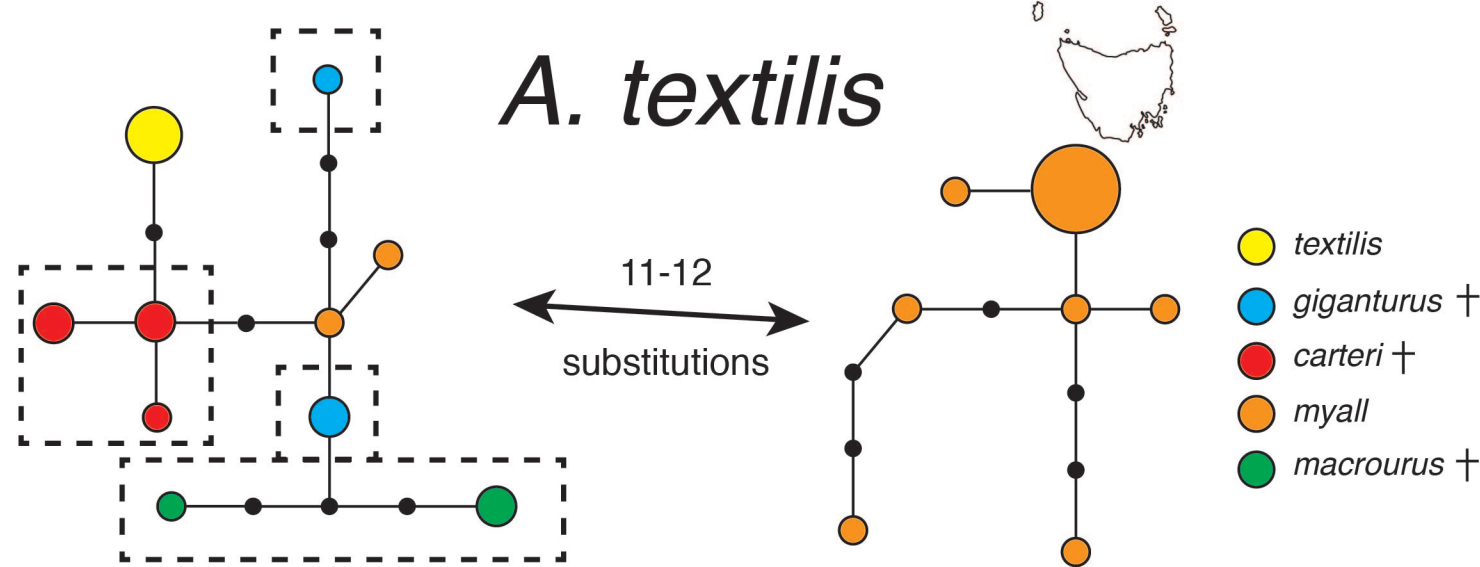 A. textilis
11-12
substitutions
textilis
giganturus †
carteri †
myall
macrourus †